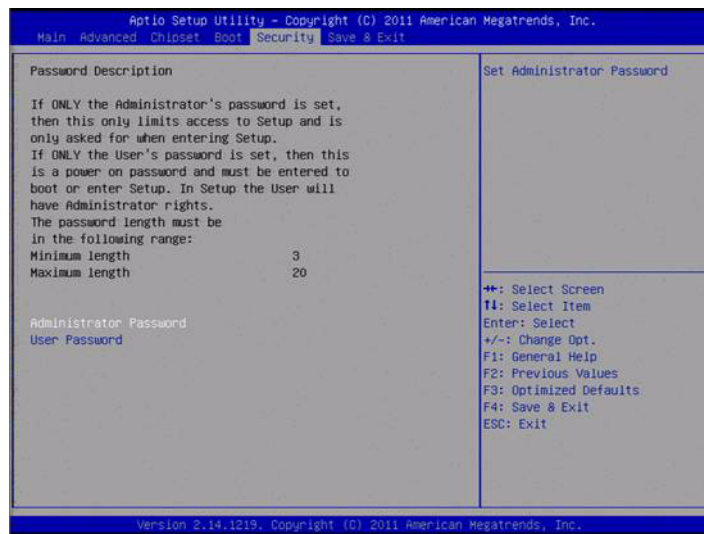 Aptio Setup Utility – Copyright (C) 2011 American Megatrends, Inc.
Main Advanced Chipset Boot Security Save & Exit
Password Description
If ONLY the Administrator's password is set,
then this only limits access to Setup and is
only asked for when entering Setup.
If ONLY the User's password is set, then this
is a power on password and must be entered to
boot or enter Setup. In Setup the User will
have Administrator rights.
The password length must be
in the following range:
Minimum length 3
Maximum length 20
Administrator Password
User Password
Set Administrator Password
→←: Select Screen
↑↓: Select Item
Enter: Select
+/-: Change Opt.
F1: General Help
F2: Previous Values
F3: Optimized Defaults
F4: Save & Exit
ESC: Exit
Version 2.14.1219. Copyright (C) 2011 American Megatrends, Inc.